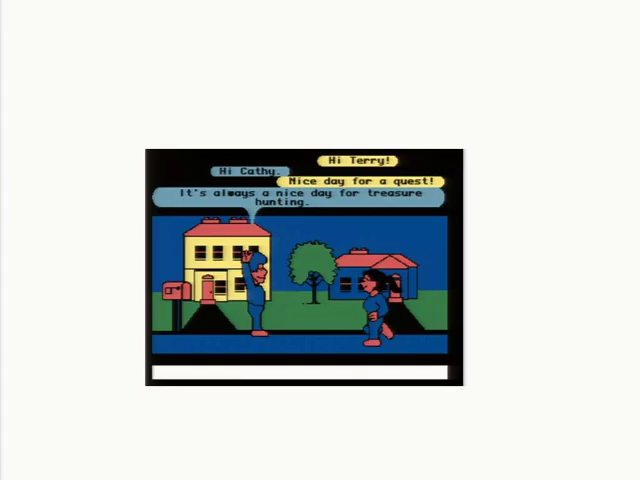 Hi Terry!
Hi Cathy.
Nice day for a quest!
It's always a nice day for treasure
hunting.